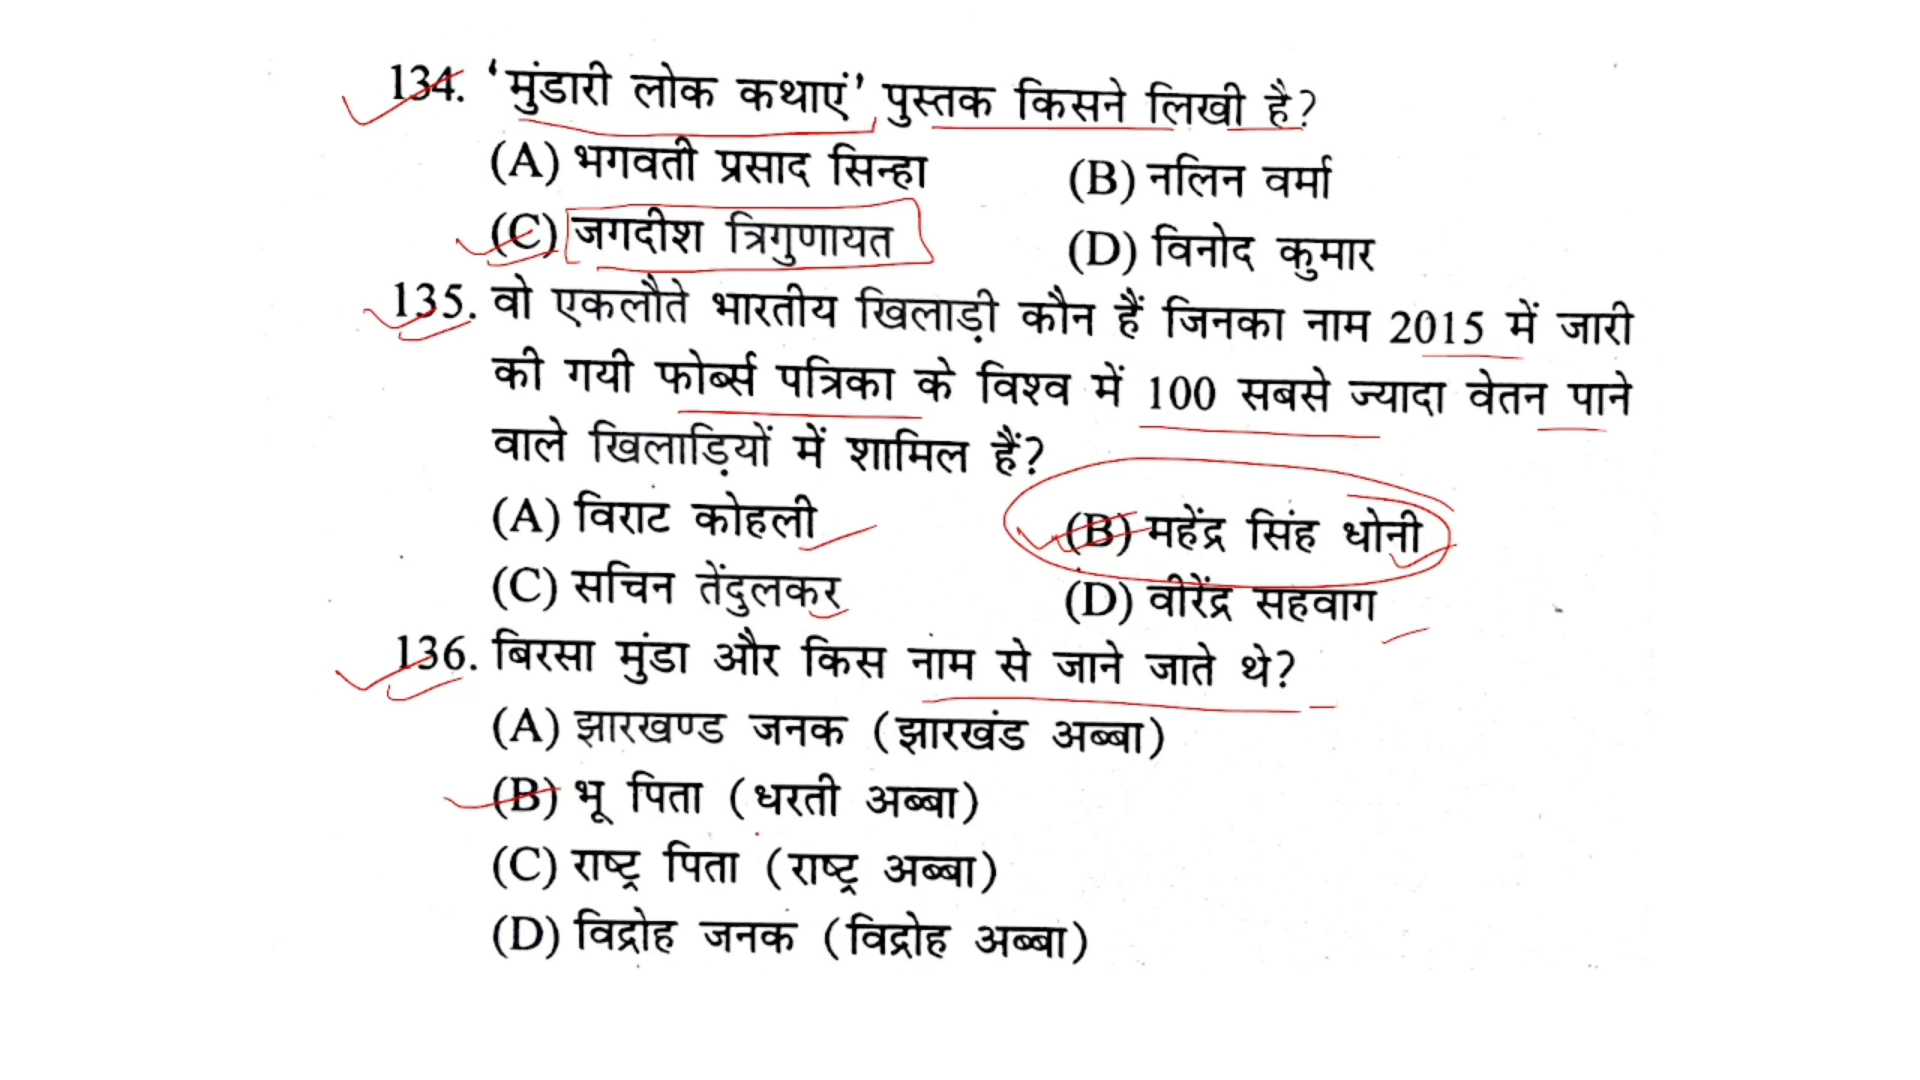 134. 'मुंडारी लोक कथाएं' पुस्तक किसने लिखी है?
(A) भगवती प्रसाद सिन्हा (B) नलिन वर्मा
(C) जगदीश त्रिगुणायत (D) विनोद कुमार
135. वो एकलौते भारतीय खिलाड़ी कौन हैं जिनका नाम 2015 में जारी
की गयी फोर्ब्स पत्रिका के विश्व में 100 सबसे ज्यादा वेतन पाने
वाले खिलाड़ियों में शामिल हैं?
(A) विराट कोहली (B) महेंद्र सिंह धोनी
(C) सचिन तेंदुलकर (D) वीरेंद्र सहवाग
136. बिरसा मुंडा और किस नाम से जाने जाते थे?
(A) झारखण्ड जनक (झारखंड अब्बा)
(B) भू पिता (धरती अब्बा)
(C) राष्ट्र पिता (राष्ट्र अब्बा)
(D) विद्रोह जनक (विद्रोह अब्बा)